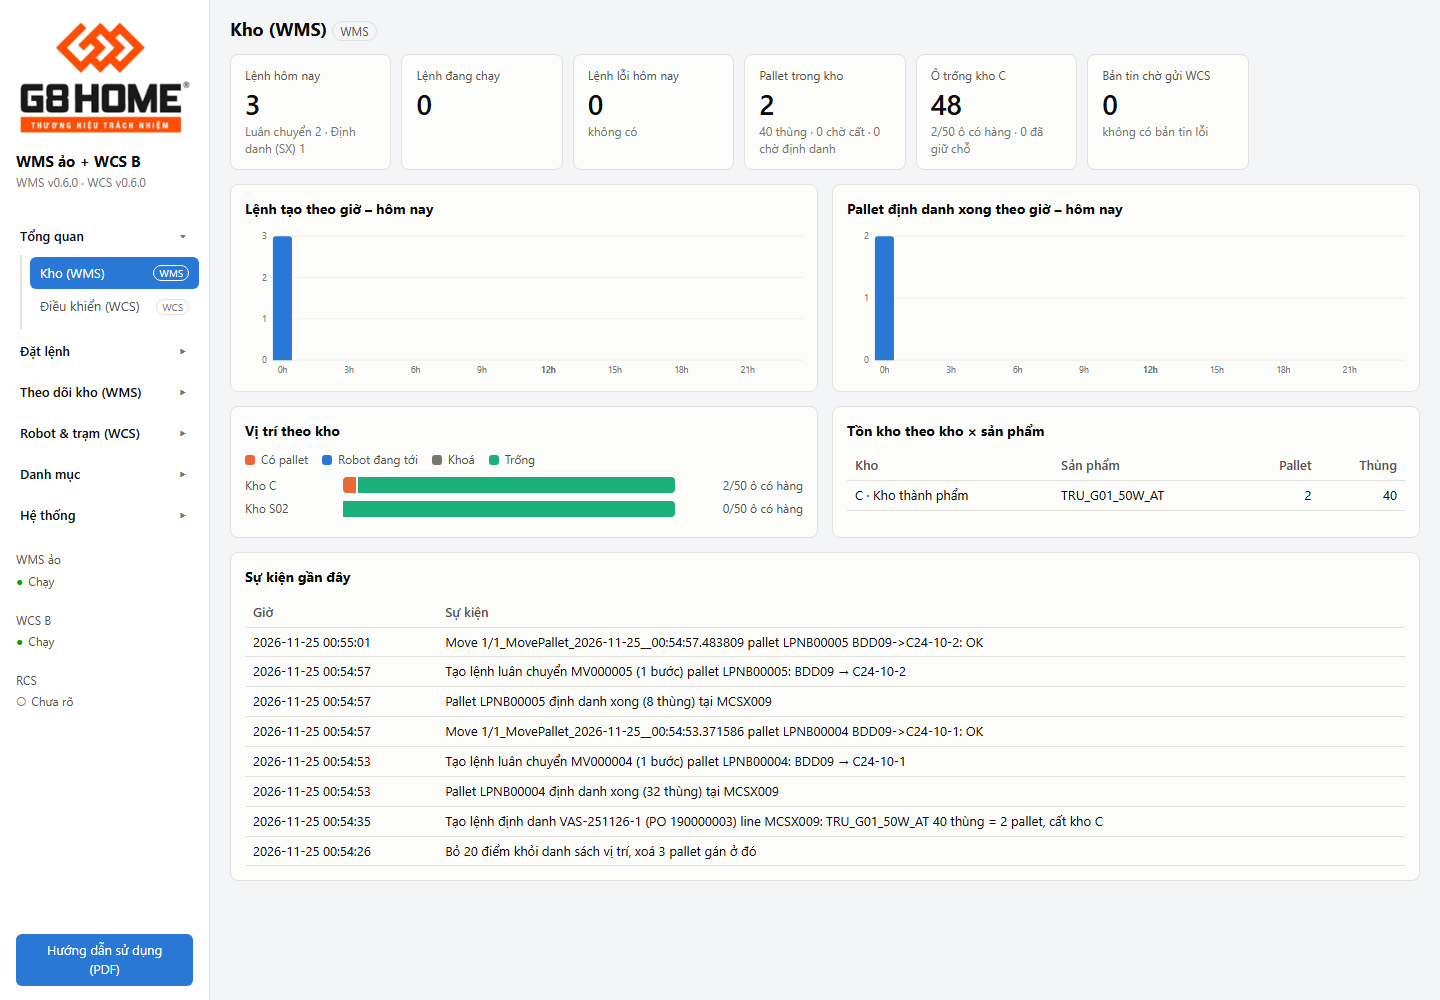 G8HOME®
THƯƠNG HIỆU TRÁCH NHIỆM
WMS ảo + WCS B
WMS v0.6.0 · WCS v0.6.0
Tổng quan
Kho (WMS) WMS
Điều khiển (WCS) WCS
Đặt lệnh
Theo dõi kho (WMS)
Robot & trạm (WCS)
Danh mục
Hệ thống
WMS ảo
Chạy
WCS B
Chạy
RCS
Chưa rõ
Hướng dẫn sử dụng
(PDF)
Kho (WMS) WMS
Lệnh hôm nay
3
Luân chuyển 2 · Định
danh (SX) 1
Lệnh đang chạy
0
Lệnh lỗi hôm nay
0
không có
Pallet trong kho
2
40 thùng · 0 chờ cất · 0
chờ định danh
Ô trống kho C
48
2/50 ô có hàng · 0 đã
giữ chỗ
Bản tin chờ gửi WCS
0
không có bản tin lỗi
Lệnh tạo theo giờ – hôm nay
3
2
1
0
0h 3h 6h 9h 12h 15h 18h 21h
Pallet định danh xong theo giờ – hôm nay
2
1
0
0h 3h 6h 9h 12h 15h 18h 21h
Vị trí theo kho
Có pallet Robot đang tới Khoá Trống
Kho C 2/50 ô có hàng
Kho S02 0/50 ô có hàng
Tồn kho theo kho × sản phẩm
Kho Sản phẩm Pallet Thùng
C · Kho thành phẩm TRU_G01_50W_AT 2 40
Sự kiện gần đây
Giờ Sự kiện
2026-11-25 00:55:01 Move 1/1_MovePallet_2026-11-25__00:54:57.483809 pallet LPNB00005 BDD09->C24-10-2: OK
2026-11-25 00:54:57 Tạo lệnh luân chuyển MV000005 (1 bước) pallet LPNB00005: BDD09 → C24-10-2
2026-11-25 00:54:57 Pallet LPNB00005 định danh xong (8 thùng) tại MCSX009
2026-11-25 00:54:57 Move 1/1_MovePallet_2026-11-25__00:54:53.371586 pallet LPNB00004 BDD09->C24-10-1: OK
2026-11-25 00:54:53 Tạo lệnh luân chuyển MV000004 (1 bước) pallet LPNB00004: BDD09 → C24-10-1
2026-11-25 00:54:53 Pallet LPNB00004 định danh xong (32 thùng) tại MCSX009
2026-11-25 00:54:35 Tạo lệnh định danh VAS-251126-1 (PO 190000003) line MCSX009: TRU_G01_50W_AT 40 thùng = 2 pallet, cất kho C
2026-11-25 00:54:26 Bỏ 20 điểm khỏi danh sách vị trí, xoá 3 pallet gán ở đó